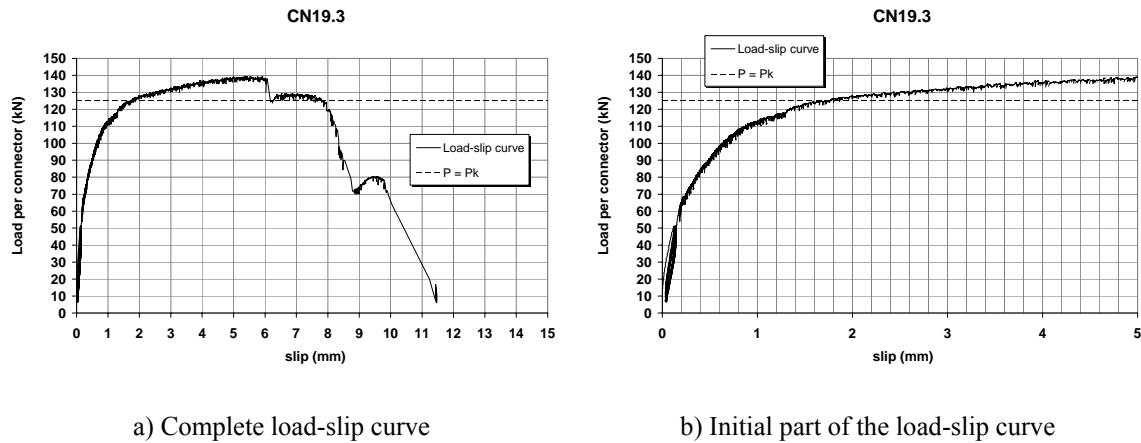 CN19.3
150
140
130
120
110
100
90
80
70
60
50
40
30
20
10
0
Load per connector (kN)
Load-slip curve
P = Pk
0 1 2 3 4 5 6 7 8 9 10 11 12 13 14 15
slip (mm)
a) Complete load-slip curve
CN19.3
150
140
130
120
110
100
90
80
70
60
50
40
30
20
10
0
Load per connector (kN)
Load-slip curve
P = Pk
0 1 2 3 4 5
slip (mm)
b) Initial part of the load-slip curve